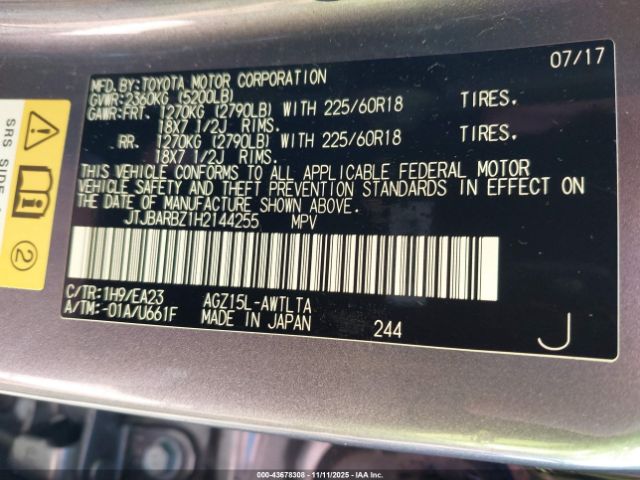 07/17
MFD.BY:TOYOTA MOTOR CORPORATION
GVWR:2360KG (5200LB)
GAWR:FRT. 1270KG (2790LB) WITH 225/60R18 TIRES.
18X7 1/2J RIMS.
RR. 1270KG (2790LB) WITH 225/60R18 TIRES.
18X7 1/2J RIMS.
THIS VEHICLE CONFORMS TO ALL APPLICABLE FEDERAL MOTOR
VEHICLE SAFETY AND THEFT PREVENTION STANDARDS IN EFFECT ON
THE DATE OF MANUFACTURE SHOWN ABOVE.
JTJBARBZ1H2144255 MPV
C/TR:1H9/EA23 AGZ15L-AWTLTA
A/TM:-01A/U661F MADE IN JAPAN 244 J
SRS SIDE
2
000-43678308 - 11/11/2025 - IAAI.COM